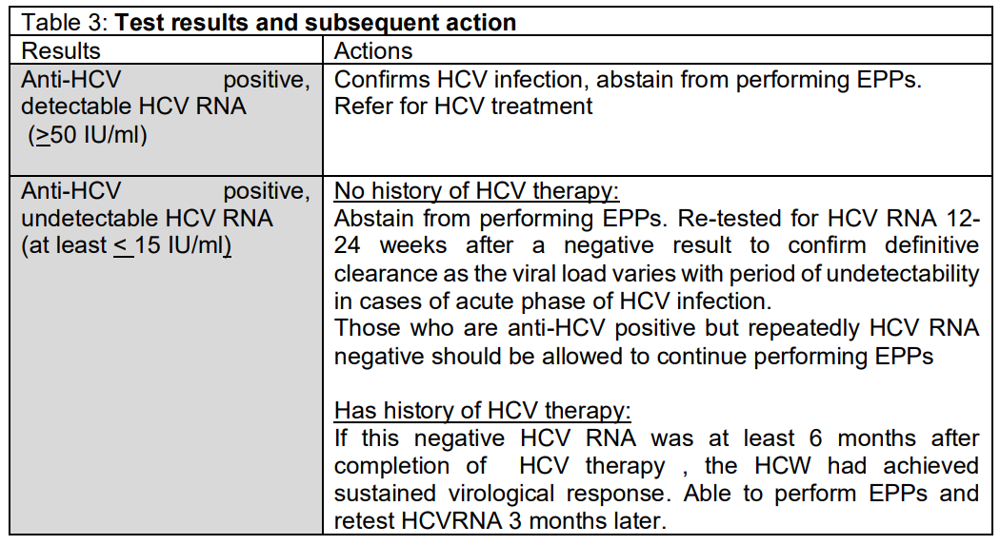 Table 3: Test results and subsequent action
Results
Actions
Anti-HCV positive,
detectable HCV RNA
(≥50 IU/ml)
Confirms HCV infection, abstain from performing EPPs.
Refer for HCV treatment
Anti-HCV positive,
undetectable HCV RNA
(at least ≤ 15 IU/ml)
No history of HCV therapy:
Abstain from performing EPPs. Re-tested for HCV RNA 12-
24 weeks after a negative result to confirm definitive
clearance as the viral load varies with period of undetectability
in cases of acute phase of HCV infection.
Those who are anti-HCV positive but repeatedly HCV RNA
negative should be allowed to continue performing EPPs
Has history of HCV therapy:
If this negative HCV RNA was at least 6 months after
completion of HCV therapy , the HCW had achieved
sustained virological response. Able to perform EPPs and
retest HCVRNA 3 months later.